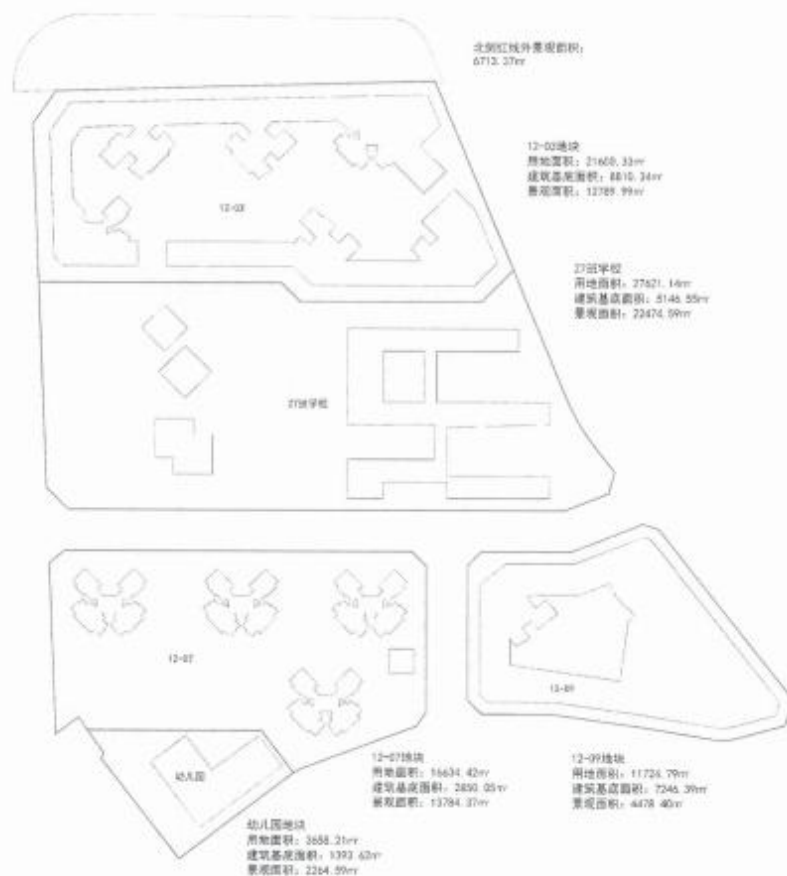 北侧红线外景观面积:
6713.37㎡
12-03地块
用地面积: 21600.33㎡
建筑基底面积: 8810.34㎡
景观面积: 12789.99㎡
12-03
27班学校
用地面积: 27621.14㎡
建筑基底面积: 5146.55㎡
景观面积: 22474.59㎡
27班学校
12-07
12-09
幼儿园
12-07地块
用地面积: 16634.42㎡
建筑基底面积: 2850.05㎡
景观面积: 13784.37㎡
12-09地块
用地面积: 11724.79㎡
建筑基底面积: 7246.39㎡
景观面积: 4478.40㎡
幼儿园地块
用地面积: 3658.21㎡
建筑基底面积: 1393.62㎡
景观面积: 2264.59㎡